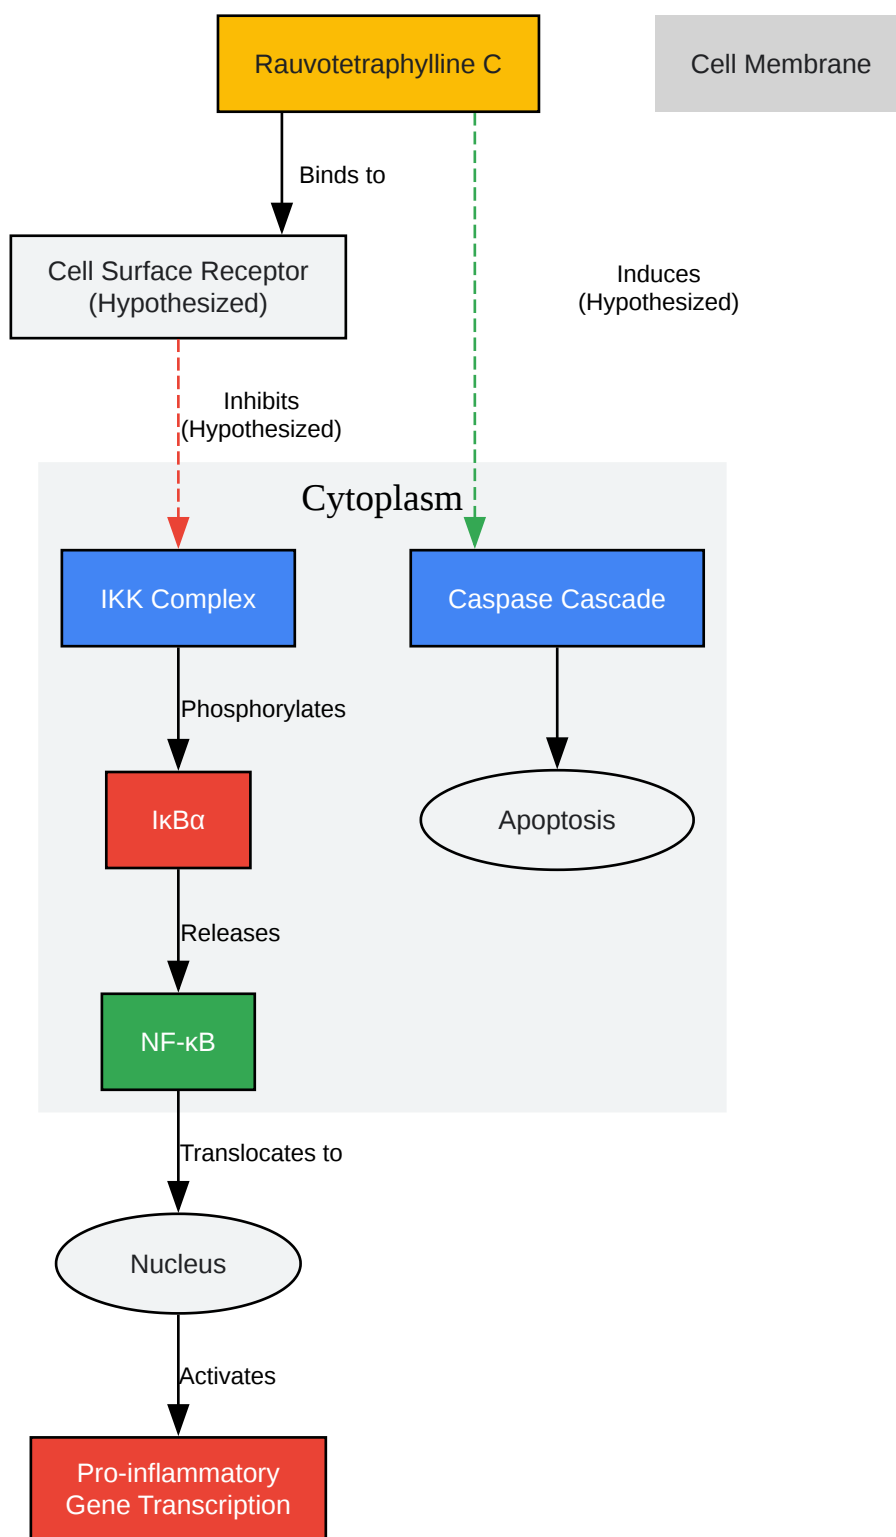 Rauvotetraphylline C
Cell Membrane
Binds to
Cell Surface Receptor
(Hypothesized)
Induces
(Hypothesized)
Inhibits
(Hypothesized)
Cytoplasm
IKK Complex
Caspase Cascade
Phosphorylates
IκBα
Apoptosis
Releases
NF-κB
Translocates to
Nucleus
Activates
Pro-inflammatory
Gene Transcription